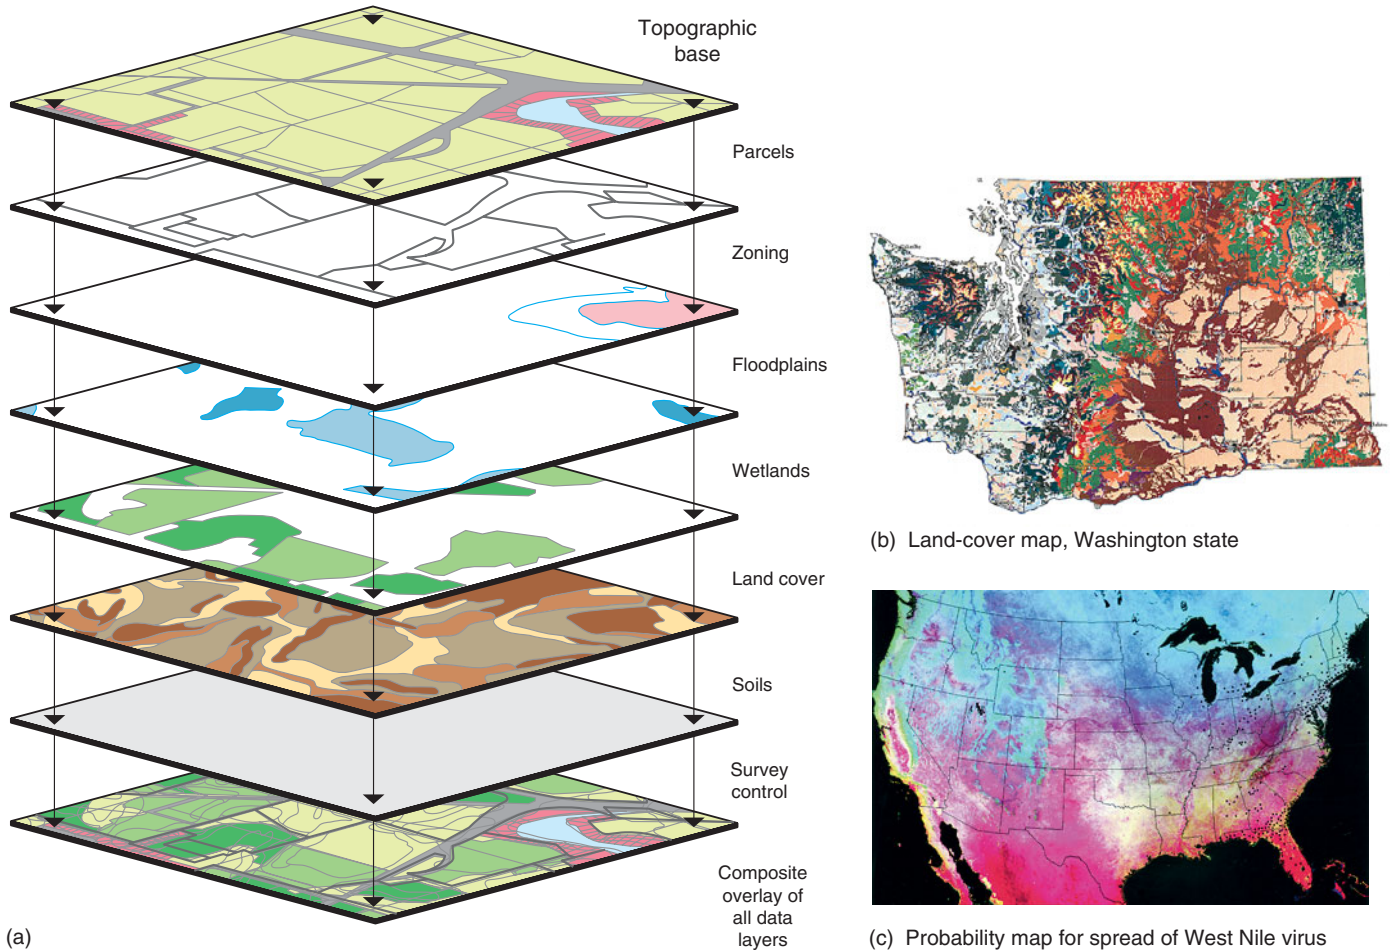 Topographic
base
Parcels
Zoning
Floodplains
Wetlands
Land cover
Soils
Survey
control
Composite
overlay of
all data
layers
(a)
(b) Land-cover map, Washington state
(c) Probability map for spread of West Nile virus